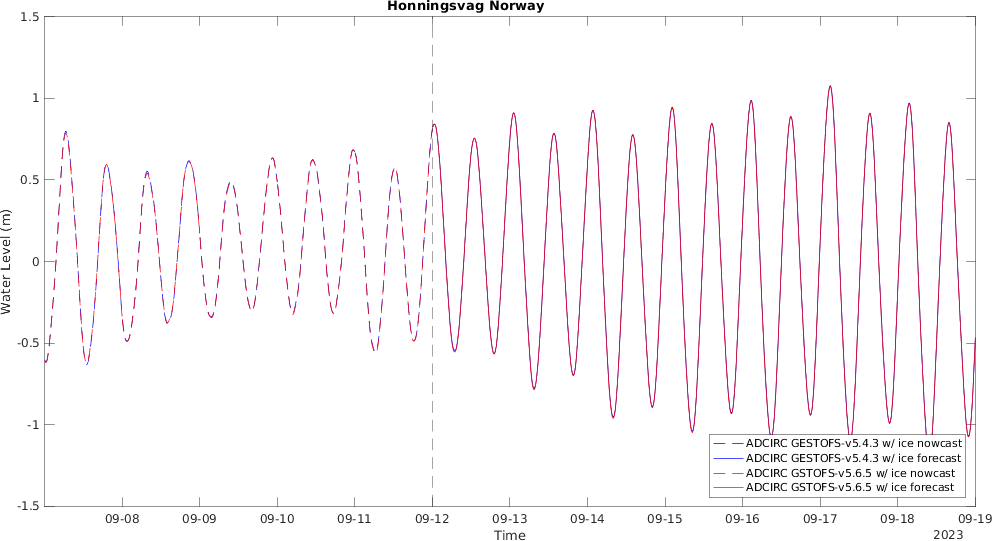 Honningsvag Norway
1.5
1
0.5
0
-0.5
-1
-1.5
Water Level (m)
09-08 09-09 09-10 09-11 09-12 09-13 09-14 09-15 09-16 09-17 09-18 09-19
Time
2023
ADCIRC GESTOFS-v5.4.3 w/ ice nowcast
ADCIRC GESTOFS-v5.4.3 w/ ice forecast
ADCIRC GSTOFS-v5.6.5 w/ ice nowcast
ADCIRC GSTOFS-v5.6.5 w/ ice forecast